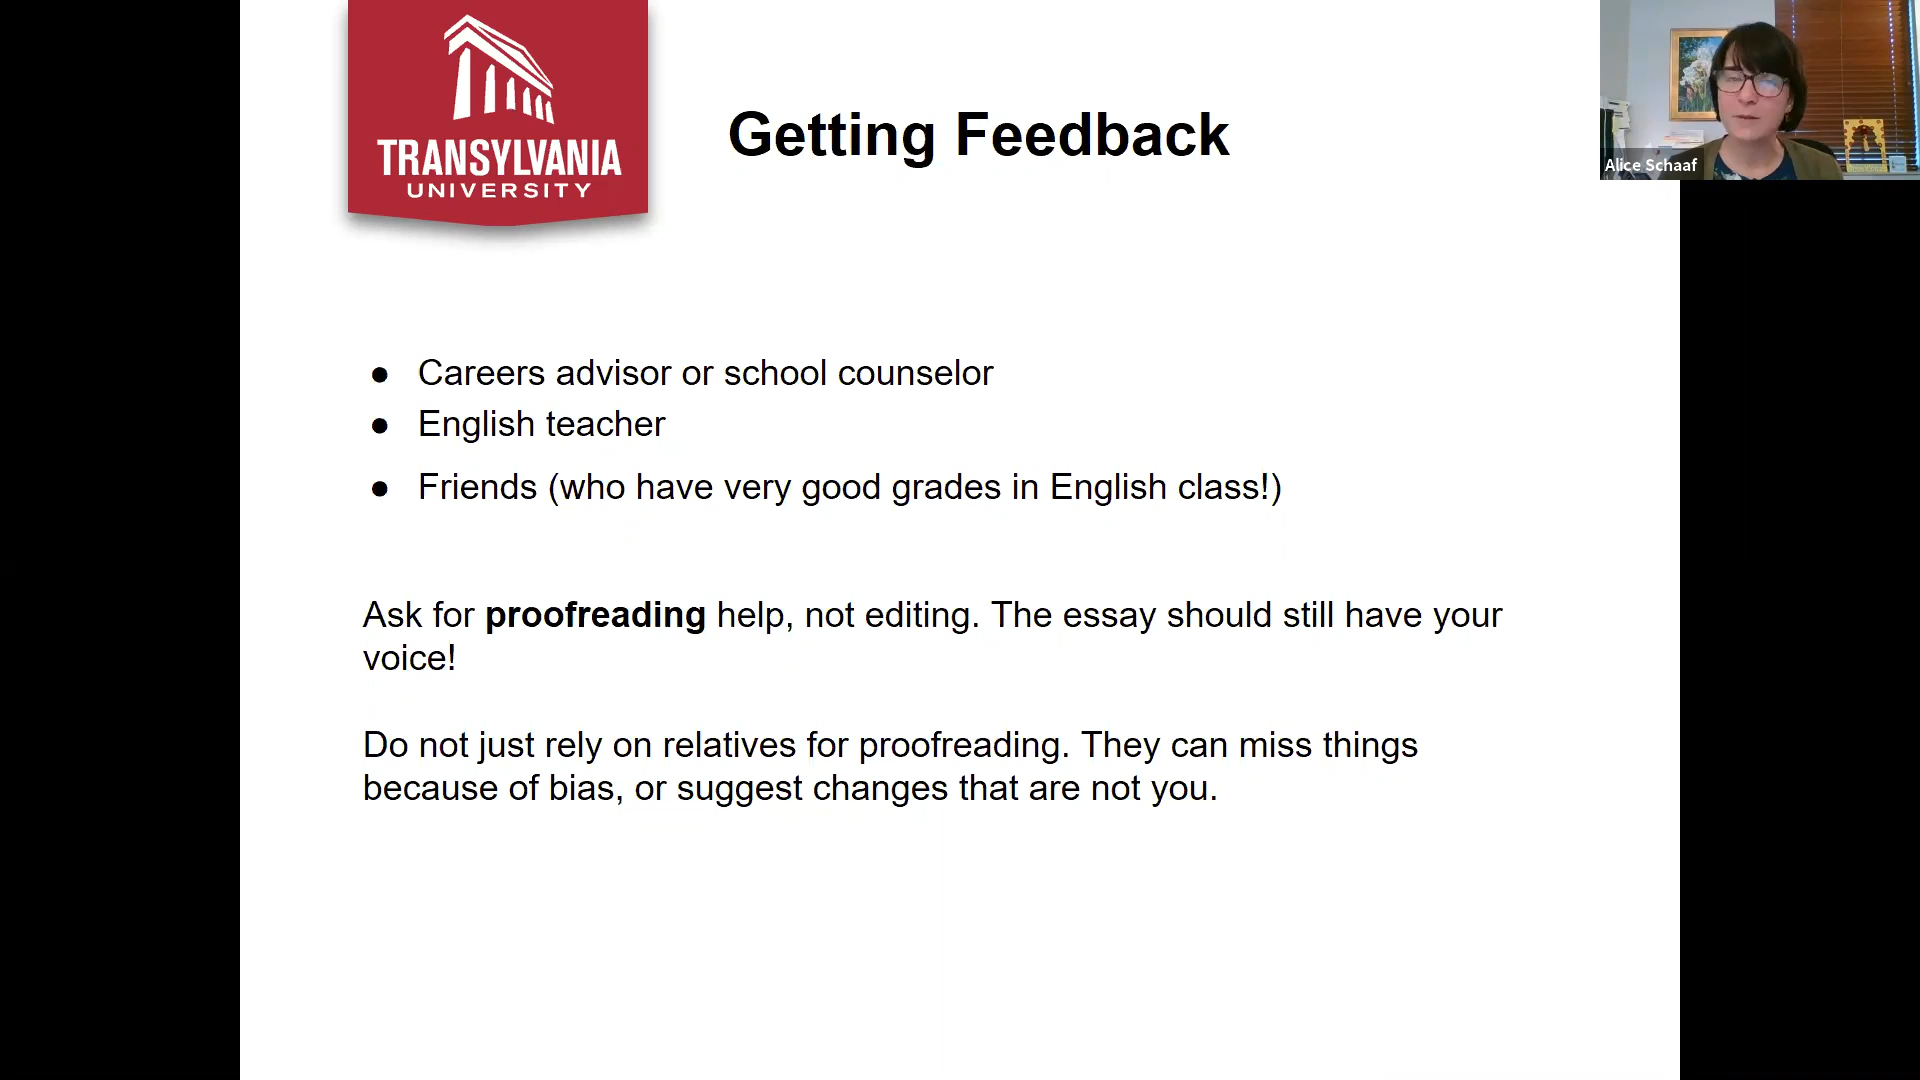 TRANSYLVANIA
UNIVERSITY
Getting Feedback
Alice Schaaf
● Careers advisor or school counselor
● English teacher
● Friends (who have very good grades in English class!)
Ask for proofreading help, not editing. The essay should still have your
voice!
Do not just rely on relatives for proofreading. They can miss things
because of bias, or suggest changes that are not you.